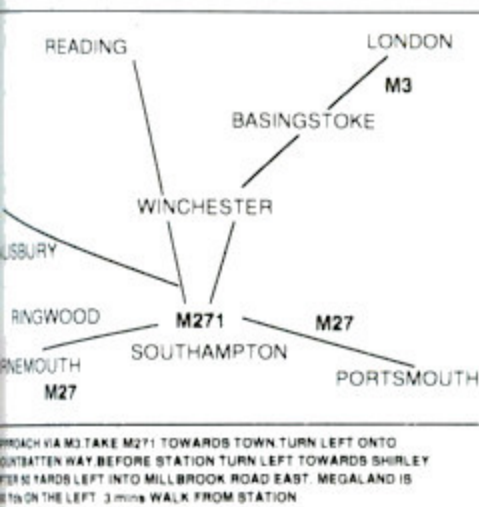 READING
LONDON
M3
BASINGSTOKE
WINCHESTER
RINGWOOD
M271
M27
SOUTHAMPTON
PORTSMOUTH
M27
VIA M3.TAKE M271 TOWARDS TOWN.TURN LEFT ONTO
WAY.BEFORE STATION TURN LEFT TOWARDS SHIRLEY
YARDS LEFT INTO MILLBROOK ROAD EAST. MEGALAND IS
ON THE LEFT 3 mins WALK FROM STATION